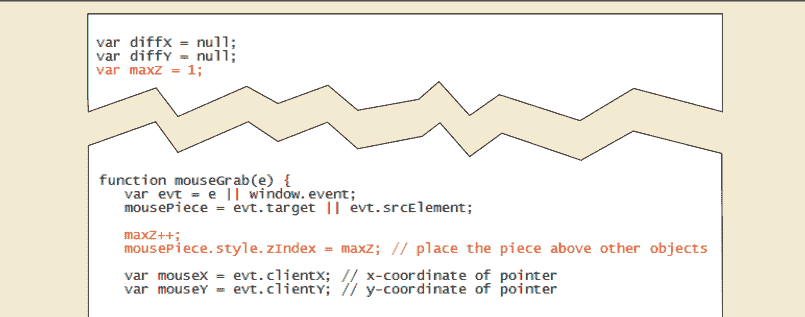 var diffX = null;
var diffY = null;
var maxZ = 1;
function mouseGrab(e) {
var evt = e || window.event;
mousePiece = evt.target || evt.srcElement;
maxZ++;
mousePiece.style.zIndex = maxZ; // place the piece above other objects
var mouseX = evt.clientX; // x-coordinate of pointer
var mouseY = evt.clientY; // y-coordinate of pointer